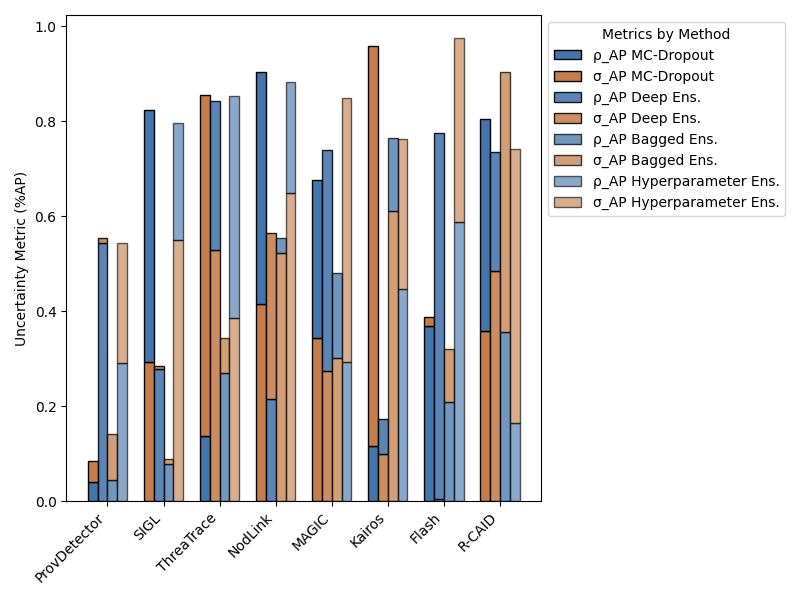 Uncertainty Metric (%AP)
1.0
0.8
0.6
0.4
0.2
0.0
ProvDetector
SIGL
ThreaTrace
NodLink
MAGIC
Kairos
Flash
R-CAID
Metrics by Method
ρ_AP MC-Dropout
σ_AP MC-Dropout
ρ_AP Deep Ens.
σ_AP Deep Ens.
ρ_AP Bagged Ens.
σ_AP Bagged Ens.
ρ_AP Hyperparameter Ens.
σ_AP Hyperparameter Ens.